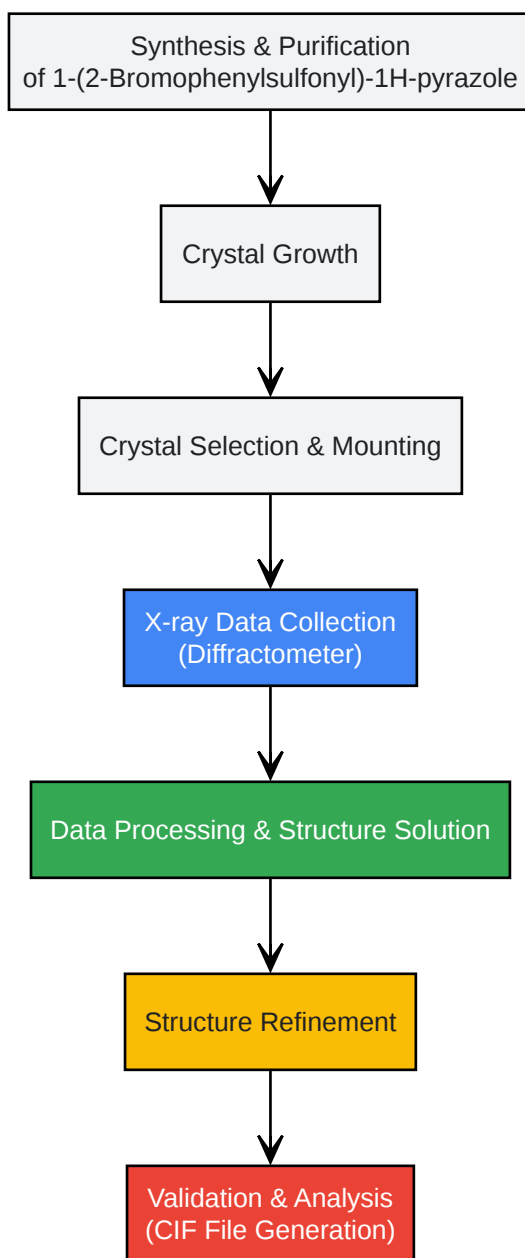 Synthesis & Purification
of 1-(2-Bromophenylsulfonyl)-1H-pyrazole
Crystal Growth
Crystal Selection & Mounting
X-ray Data Collection
(Diffractometer)
Data Processing & Structure Solution
Structure Refinement
Validation & Analysis
(CIF File Generation)